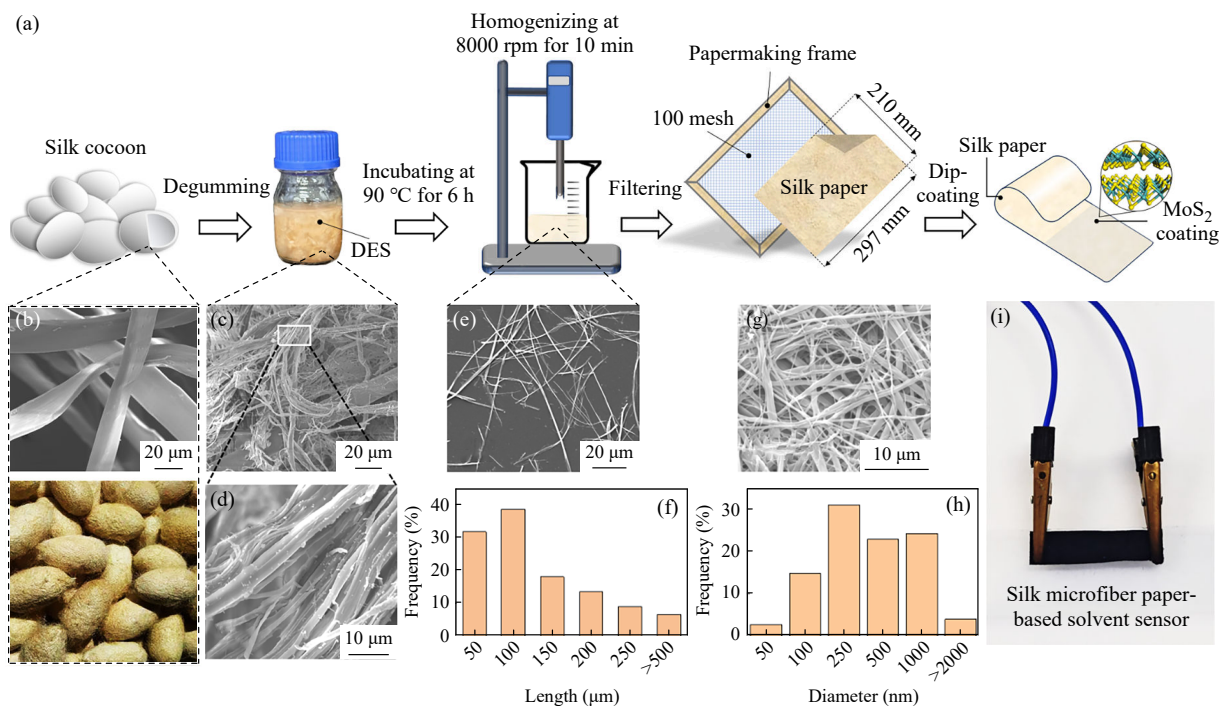 (a)
Silk cocoon
Degumming
DES
Incubating at
90 °C for 6 h
Homogenizing at
8000 rpm for 10 min
Filtering
Papermaking frame
100 mesh
Silk paper
210 mm
297 mm
Dip-
coating
Silk paper
MoS₂
coating
(b)
20 μm
(c)
20 μm
(d)
10 μm
(e)
20 μm
(f)
Frequency (%)
40
30
20
10
0
50
100
150
200
250
>500
Length (μm)
(g)
10 μm
(h)
Frequency (%)
30
20
10
0
50
100
250
500
1000
>2000
Diameter (nm)
(i)
Silk microfiber paper-
based solvent sensor